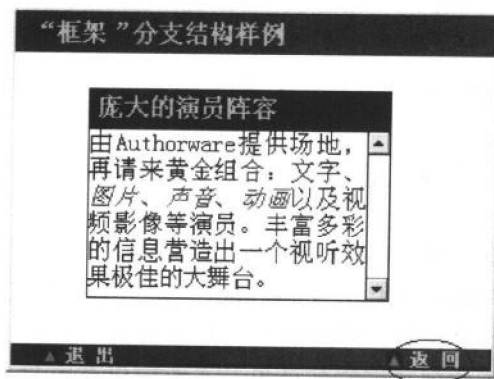 “框架”分支结构样例
庞大的演员阵容
由Authorware提供场地，
再请来黄金组合：文字、
图片、声音、动画以及视
频影像等演员。丰富多彩
的信息营造出一个视听效
果极佳的大舞台。
▲退出
▲返回